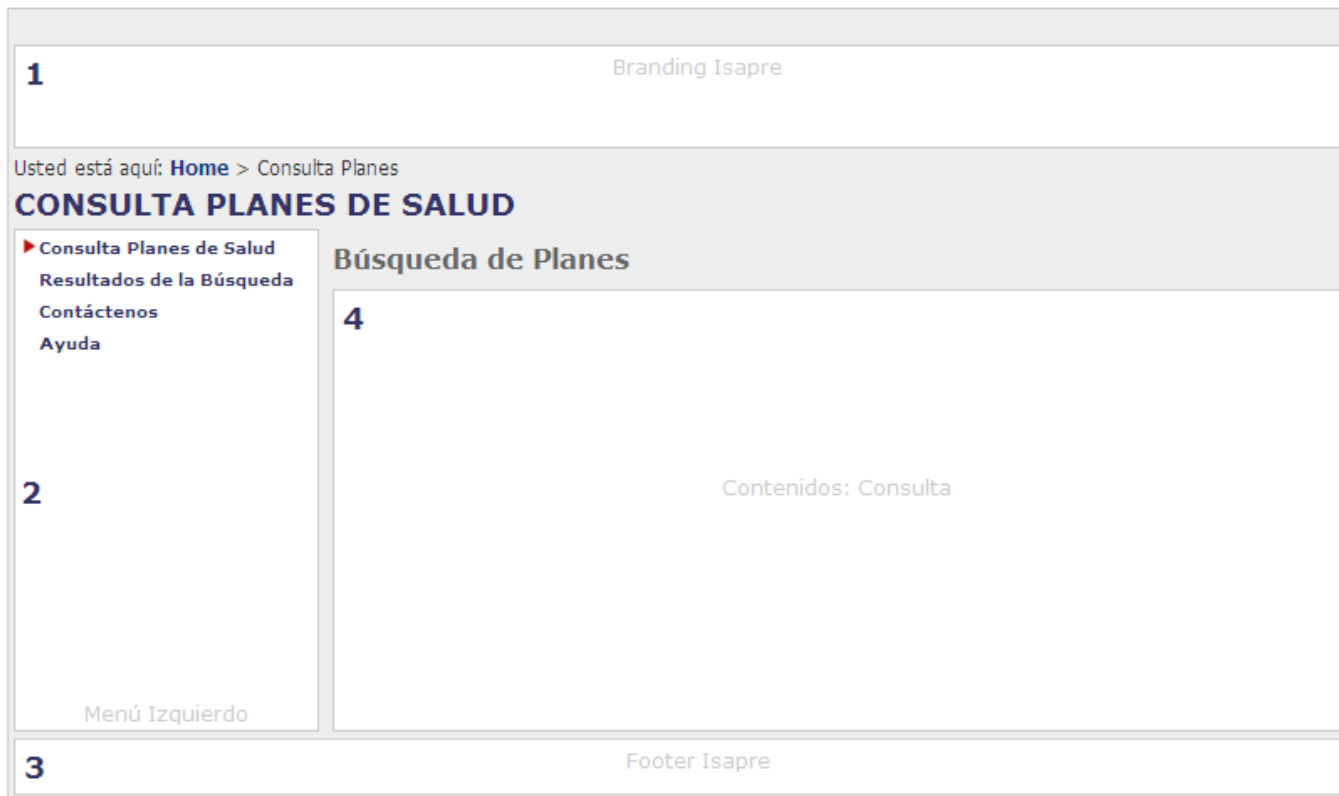 1
Branding Isapre
Usted está aquí: Home > Consulta Planes
CONSULTA PLANES DE SALUD
Consulta Planes de Salud
Resultados de la Búsqueda
Contáctenos
Ayuda
2
Menú Izquierdo
Búsqueda de Planes
4
Contenidos: Consulta
3
Footer Isapre